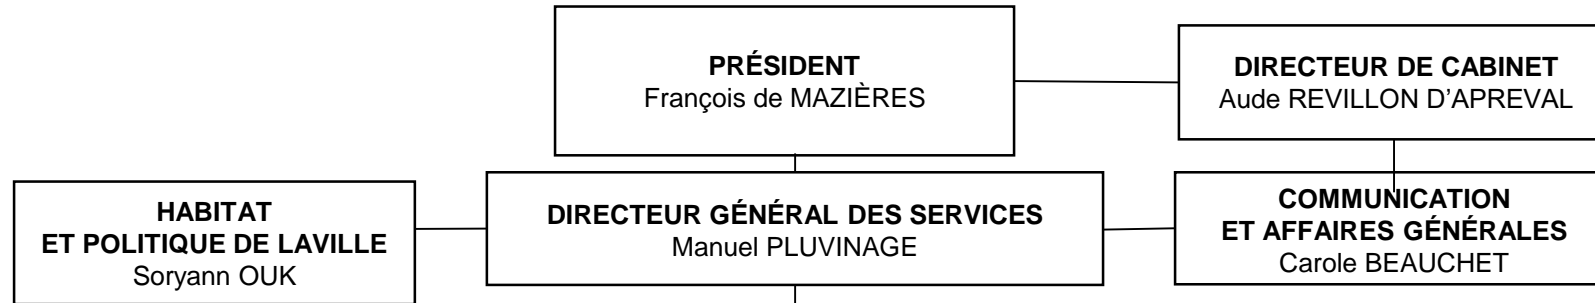 PRÉSIDENT
François de MAZIÈRES
DIRECTEUR DE CABINET
Aude REVILLON D'APREVAL
HABITAT
ET POLITIQUE DE LAVILLE
Soryann OUK
DIRECTEUR GÉNÉRAL DES SERVICES
Manuel PLUVINAGE
COMMUNICATION
ET AFFAIRES GÉNÉRALES
Carole BEAUCHET